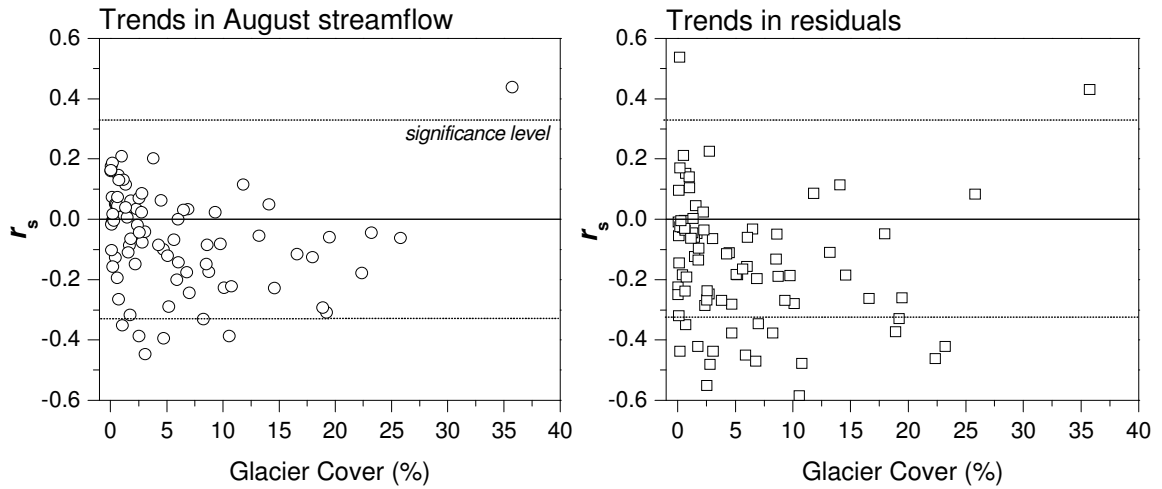 Trends in August streamflow
0.6
0.4
0.2
0.0
-0.2
-0.4
-0.6
rs
significance level
0 5 10 15 20 25 30 35 40
Glacier Cover (%)
Trends in residuals
0.6
0.4
0.2
0.0
-0.2
-0.4
-0.6
rs
0 5 10 15 20 25 30 35 40
Glacier Cover (%)